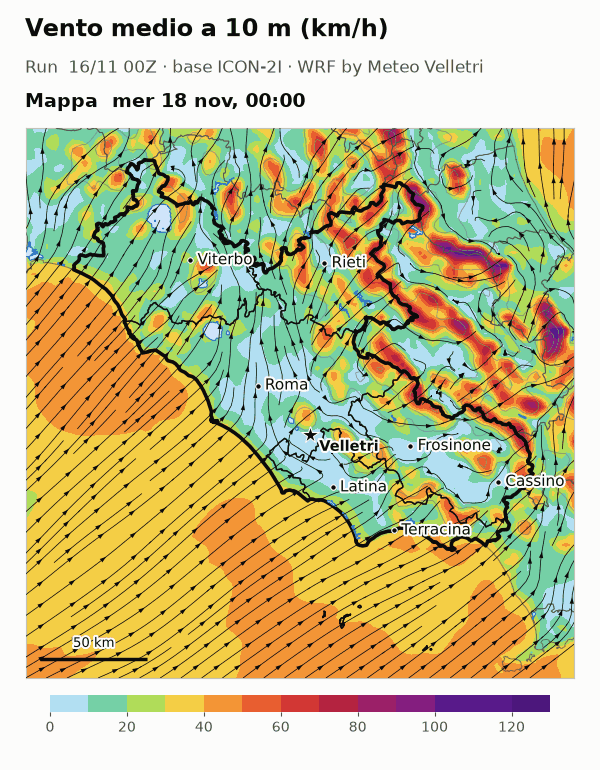 Vento medio a 10 m (km/h)
Run  16/11 00Z · base ICON-2I · WRF by Meteo Velletri
Mappa  mer 18 nov, 00:00
Viterbo
Rieti
Roma
Velletri
Frosinone
Latina
Cassino
Terracina
50 km
0 20 40 60 80 100 120